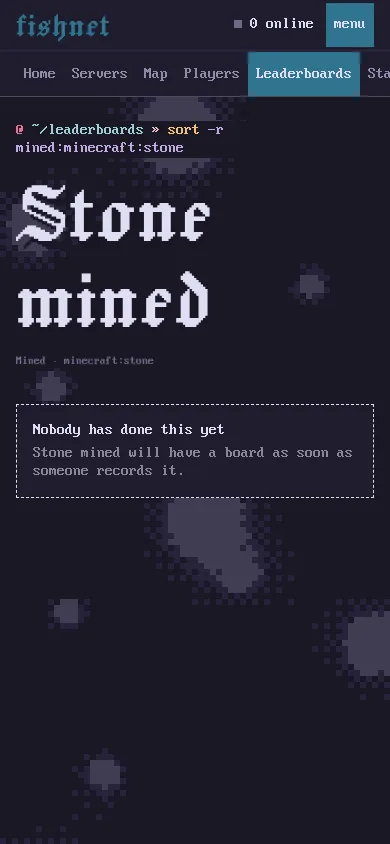 fishnet
0 online
menu
Home Servers Map Players Leaderboards Sta
@ ~/leaderboards » sort -r
mined:minecraft:stone
Stone
mined
Mined · minecraft:stone
Nobody has done this yet
Stone mined will have a board as soon as
someone records it.